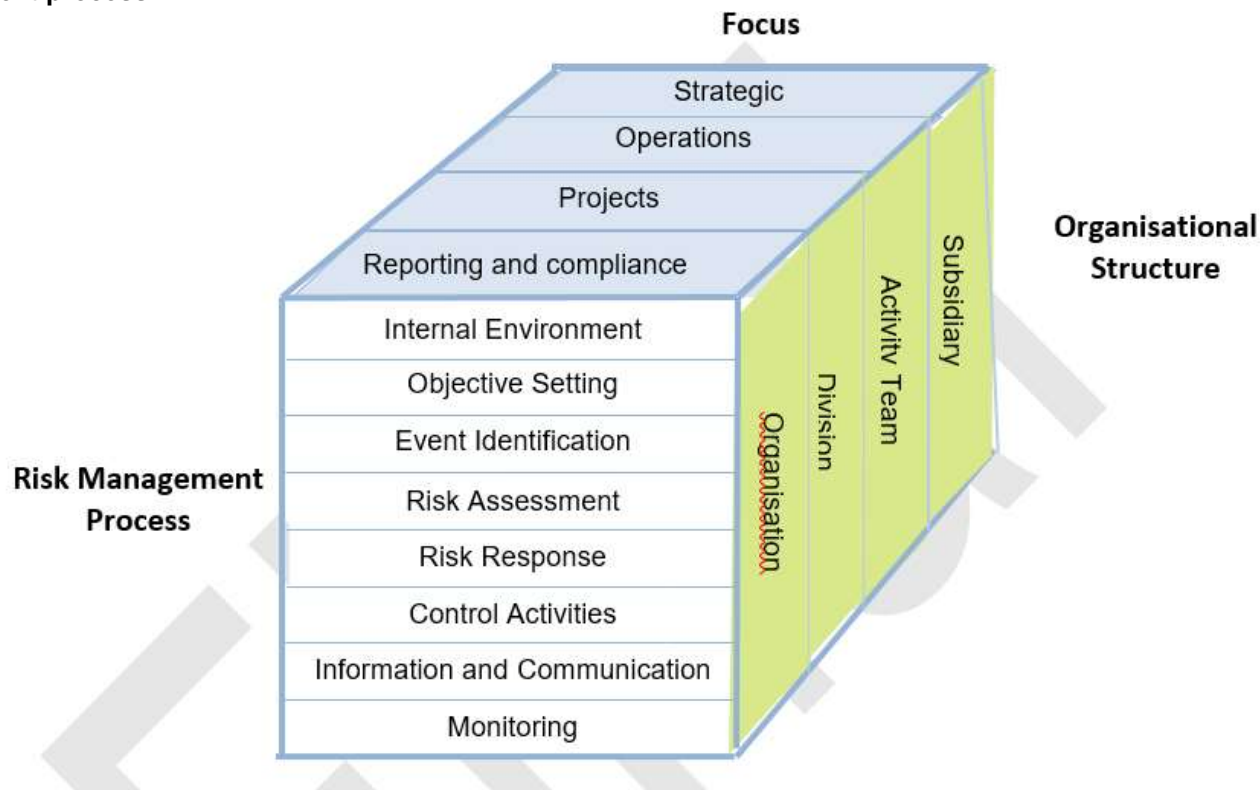 Focus
Strategic
Operations
Projects
Reporting and compliance
Internal Environment
Objective Setting
Event Identification
Risk Assessment
Risk Response
Control Activities
Information and Communication
Monitoring
Risk Management
Process
Organisation
Division
Activity Team
Subsidiary
Organisational
Structure